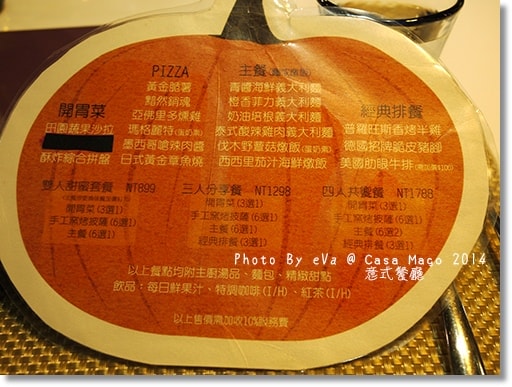 PIZZA
黃金脆薯
黯然銷魂
亞佛里多燻雞
瑪格麗特(蛋奶素)
墨西哥嗆辣肉醬
日式黃金章魚燒
主餐
青醬海鮮義大利麵
橙香菲力義大利麵
奶油培根義大利麵
泰式酸辣雞肉義大利麵
伐木野蕈菇燉飯(蛋奶素)
西西里茄汁海鮮燉飯
開胃菜
田園蔬果沙拉
酥炸綜合拼盤
經典排餐
普羅旺斯香烤半雞
德國招牌脆皮豬腳
美國肋眼牛排(需加價$100)
雙人甜蜜套餐 NT899
開胃菜(3選1)
手工窯烤披薩(6選1)
主餐(6選1)
三人分享餐 NT1298
開胃菜(3選1)
手工窯烤披薩(6選1)
主餐(6選1)
經典排餐(3選1)
四人共饗餐 NT1788
開胃菜(3選1)
手工窯烤披薩(6選1)
主餐(6選2)
經典排餐(3選1)
以上餐點均附主廚湯品、麵包、精緻甜點
飲品：每日鮮果汁、特調咖啡(I/H)、紅茶(I/H)
以上售價需加收10%服務費
Photo By eVa @ Casa Maco 2014
義式餐廳